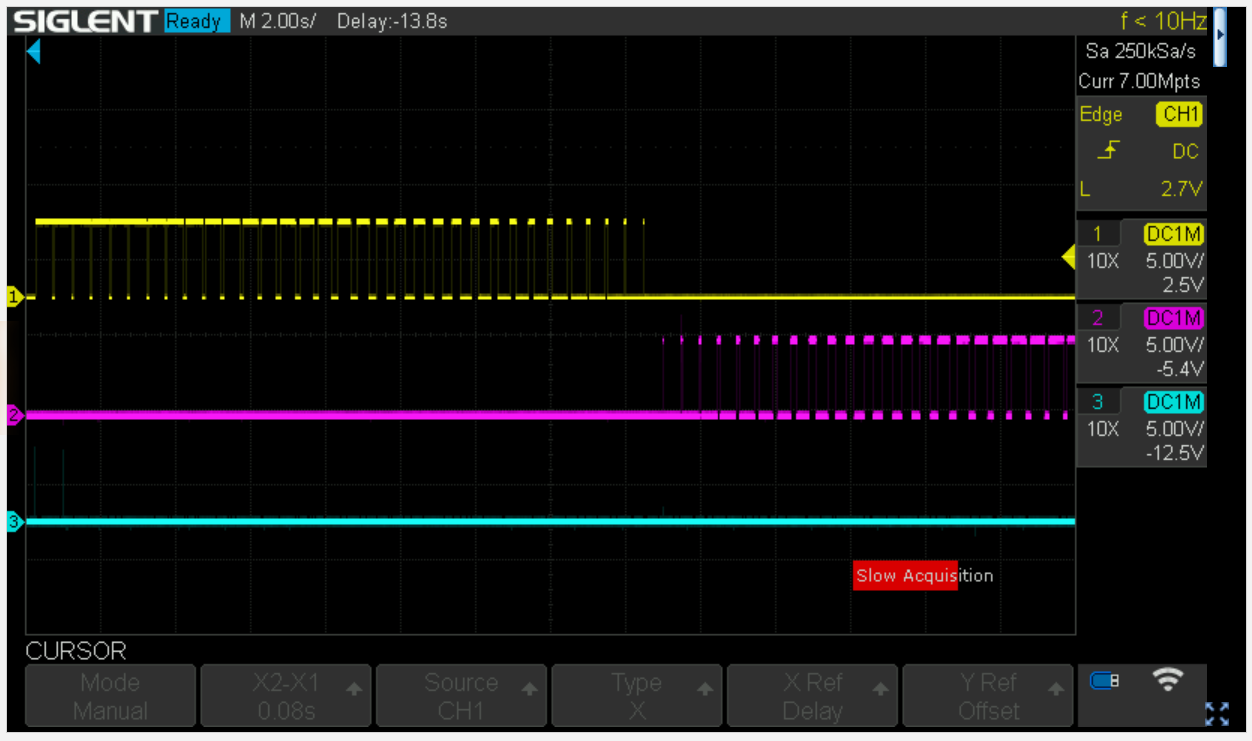 SIGLENT Ready M 2.00s/ Delay:-13.8s f < 10Hz
Sa 250kSa/s
Curr 7.00Mpts
Edge CH1
DC
L 2.7V
1 DC1M
10X 5.00V/
2.5V
2 DC1M
10X 5.00V/
-5.4V
3 DC1M
10X 5.00V/
-12.5V
1
2
3
Slow Acquisition
CURSOR
Mode X2-X1 Source Type X Ref Y Ref
Manual 0.08s CH1 X Delay Offset